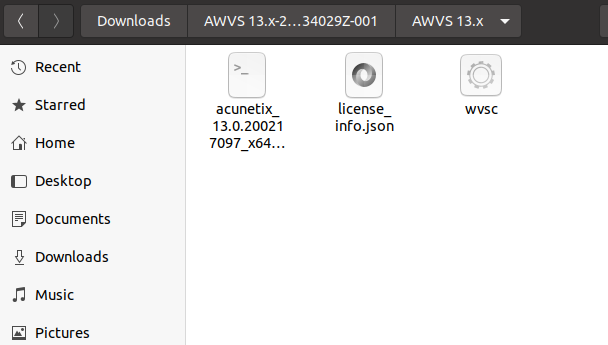 Downloads
AWVS 13.x-2...34029Z-001
AWVS 13.x
Recent
Starred
Home
Desktop
Documents
Downloads
Music
Pictures
>_
acunetix_
13.0.20021
7097_x64...
license_
info.json
wvsc